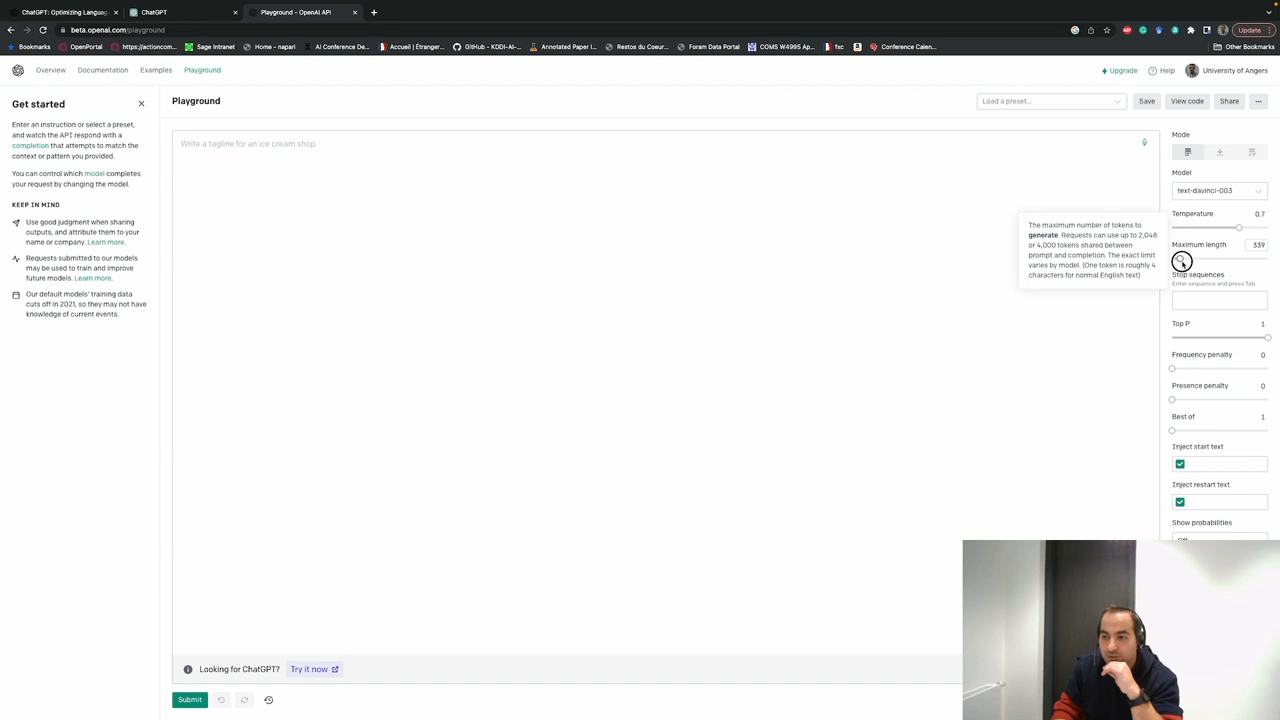 ChatGPT: Optimizing Languag
ChatGPT
Playground - OpenAI API
beta.openai.com/playground
Update
Bookmarks
OpenPortal
https://actioncom...
Sage Intranet
Home - napari
AI Conference De...
Accueil | Étranger...
GitHub - KDDI-AI-...
Annotated Paper I...
Restos du Coeur...
Foram Data Portal
COMS W4995 Ap...
fxc
Conference Calen...
Other Bookmarks
Overview
Documentation
Examples
Playground
Upgrade
Help
University of Angers
Get started
Enter an instruction or select a preset,
and watch the API respond with a
completion that attempts to match the
context or pattern you provided.
You can control which model completes
your request by changing the model.
KEEP IN MIND
Use good judgment when sharing
outputs, and attribute them to your
name or company. Learn more.
Requests submitted to our models
may be used to train and improve
future models. Learn more.
Our default models' training data
cuts off in 2021, so they may not have
knowledge of current events.
Playground
Load a preset...
Save
View code
Share
Write a tagline for an ice cream shop.
The maximum number of tokens to
generate. Requests can use up to 2,048
or 4,000 tokens shared between
prompt and completion. The exact limit
varies by model. (One token is roughly 4
characters for normal English text)
Mode
Model
text-davinci-003
Temperature 0.7
Maximum length 339
Stop sequences
Enter sequence and press Tab
Top P 1
Frequency penalty 0
Presence penalty 0
Best of 1
Inject start text
Inject restart text
Show probabilities
Looking for ChatGPT? Try it now
Submit